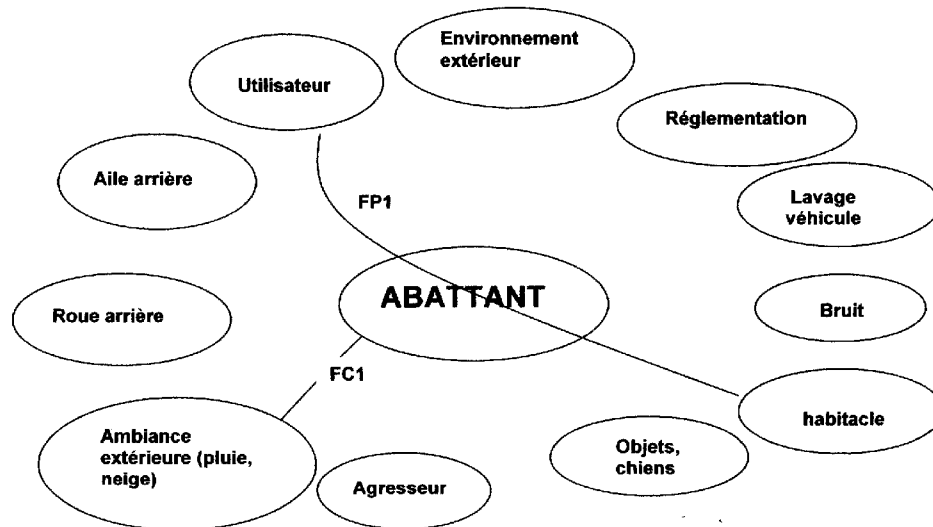 Environnement
extérieur
Utilisateur
Réglementation
Aile arrière
Lavage
véhicule
FP1
ABATTANT
Roue arrière
Bruit
FC1
habitacle
Ambiance
extérieure (pluie,
neige)
Objets,
chiens
Agresseur